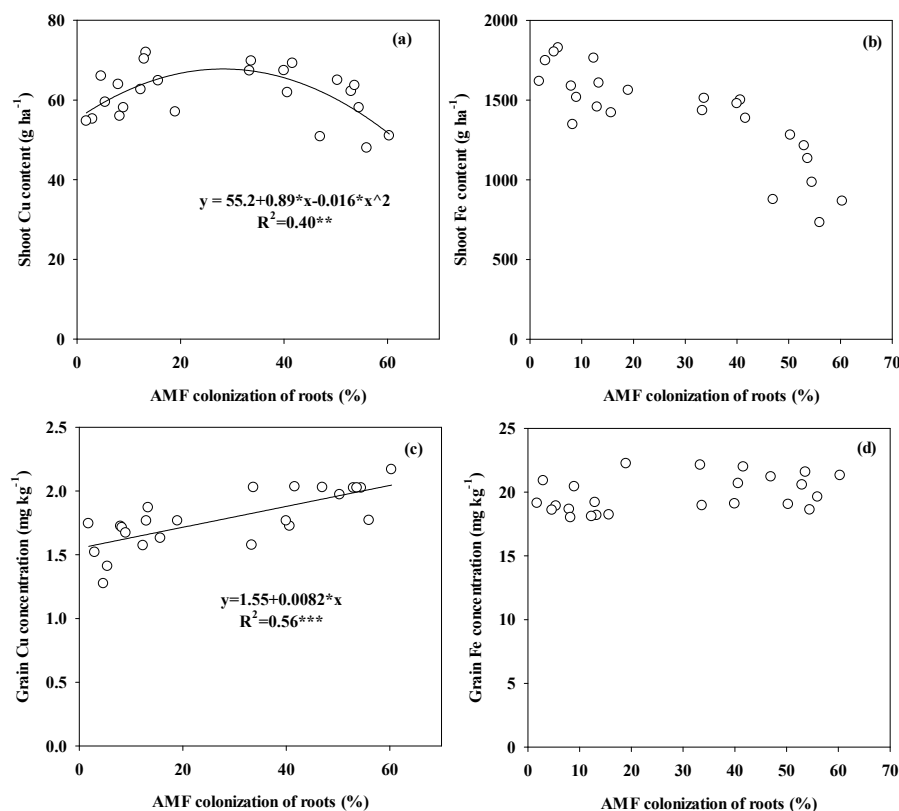 80
60
40
20
0
Shoot Cu content (g ha⁻¹)
(a)
y = 55.2+0.89*x-0.016*x^2
R²=0.40**
0 20 40 60
AMF colonization of roots (%)
2000
1500
1000
500
0
Shoot Fe content (g ha⁻¹)
(b)
0 10 20 30 40 50 60 70
AMF colonization of roots (%)
2.5
2.0
1.5
1.0
0.5
0.0
Grain Cu concentration (mg kg⁻¹)
(c)
y=1.55+0.0082*x
R²=0.56***
0 20 40 60
AMF colonization of roots (%)
25
20
15
10
5
0
Grain Fe concentration (mg kg⁻¹)
(d)
0 10 20 30 40 50 60 70
AMF colonization of roots (%)